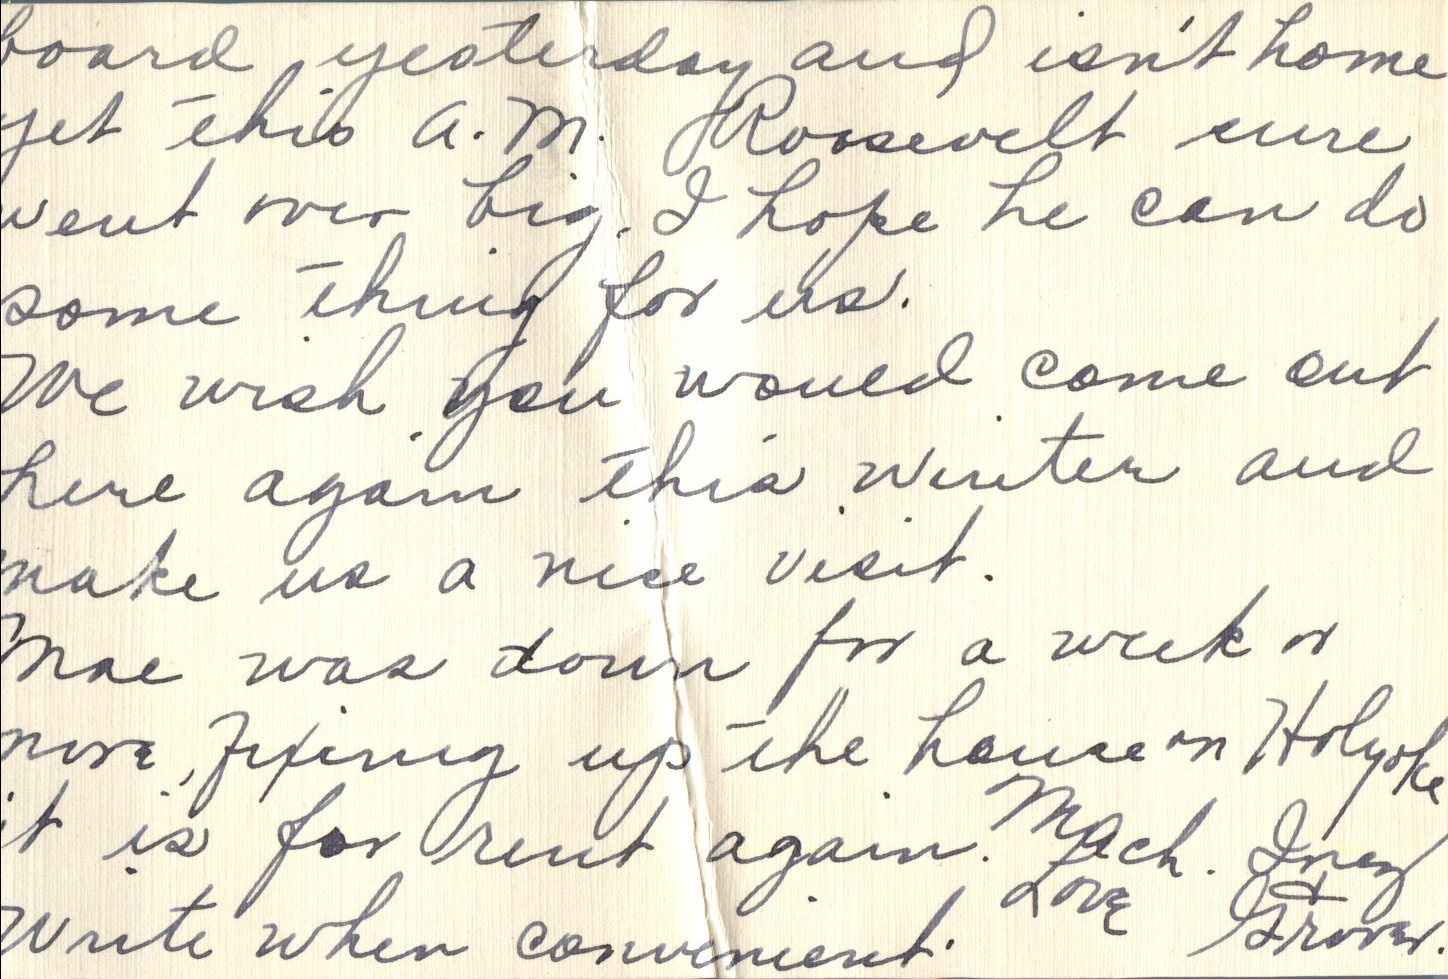 board yesterday and isn't home
yet this A.M. Roosevelt sure
went over big. I hope he can do
some thing for us.
We wish you would come out
here again this winter and
make us a nice visit.
Mae was down for a week or
more, fixing up the house on Holyoke
it is for rent again. Much
Love
Inez
+
Grover.
Write when convenient.